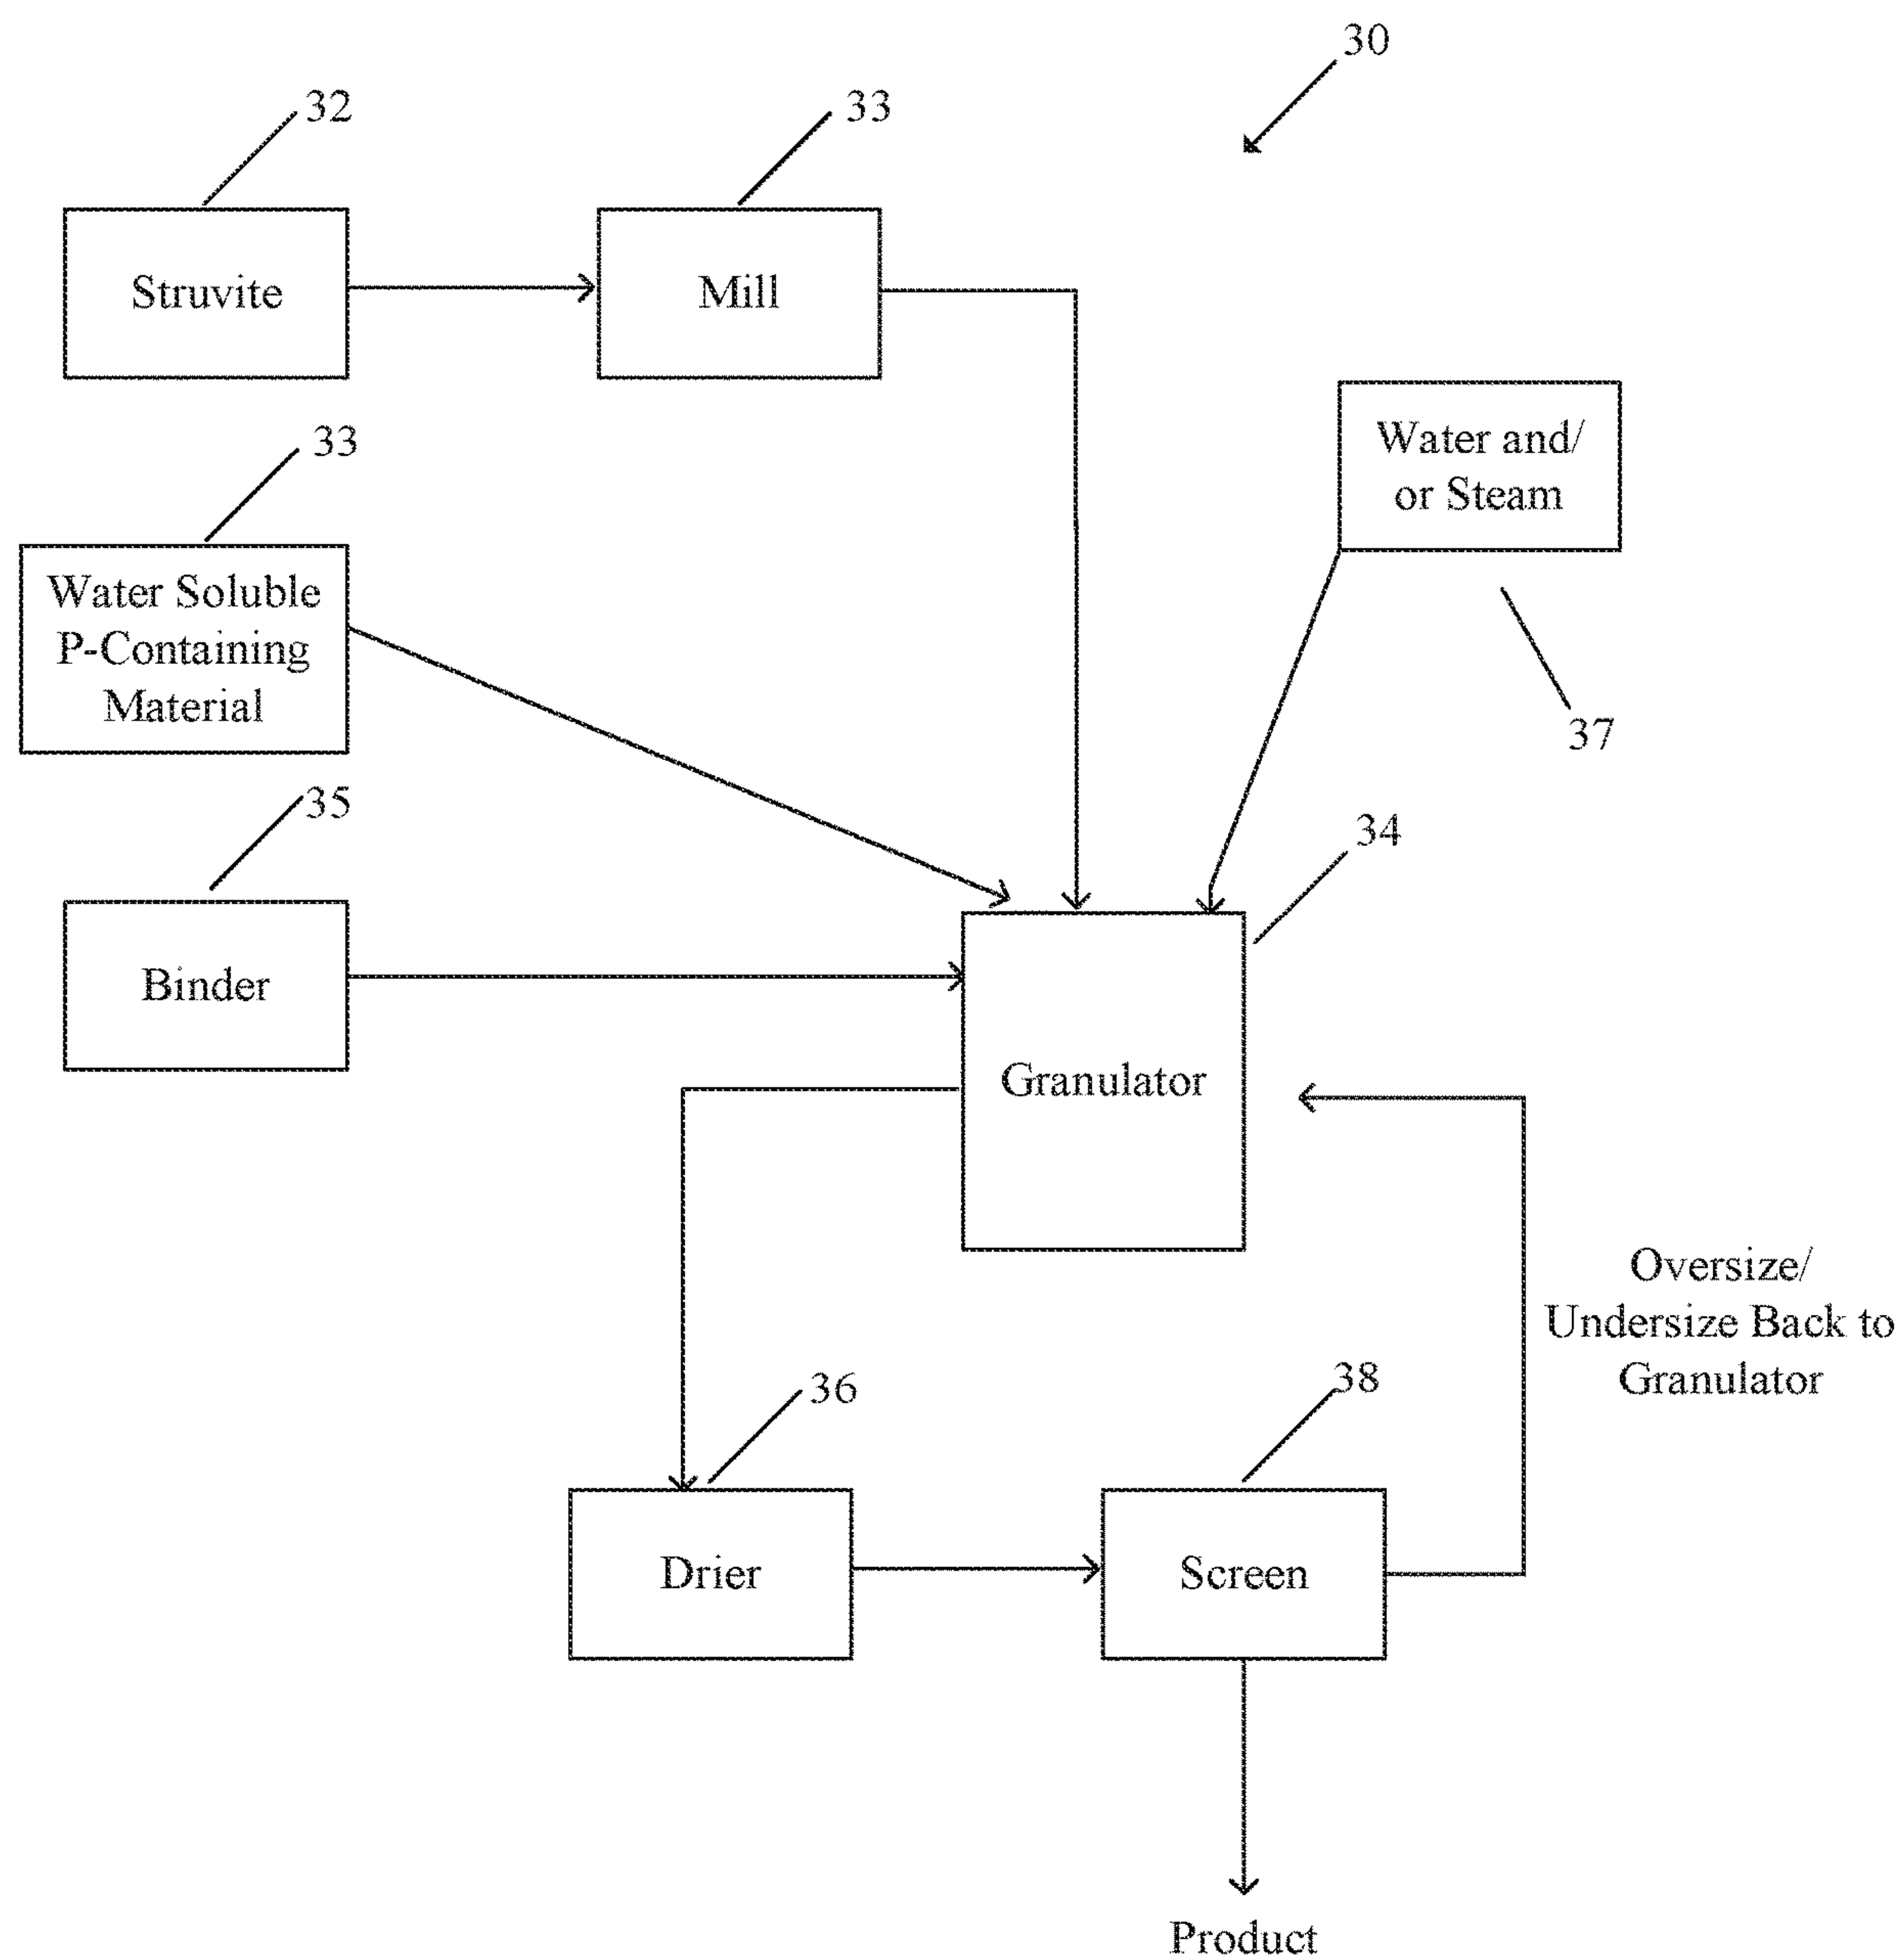 30
32
33
Struvite
Mill
33
Water and/
or Steam
Water Soluble
P-Containing
Material
37
35
34
Binder
Granulator
Oversize/
Undersize Back to
Granulator
36
38
Drier
Screen
Product